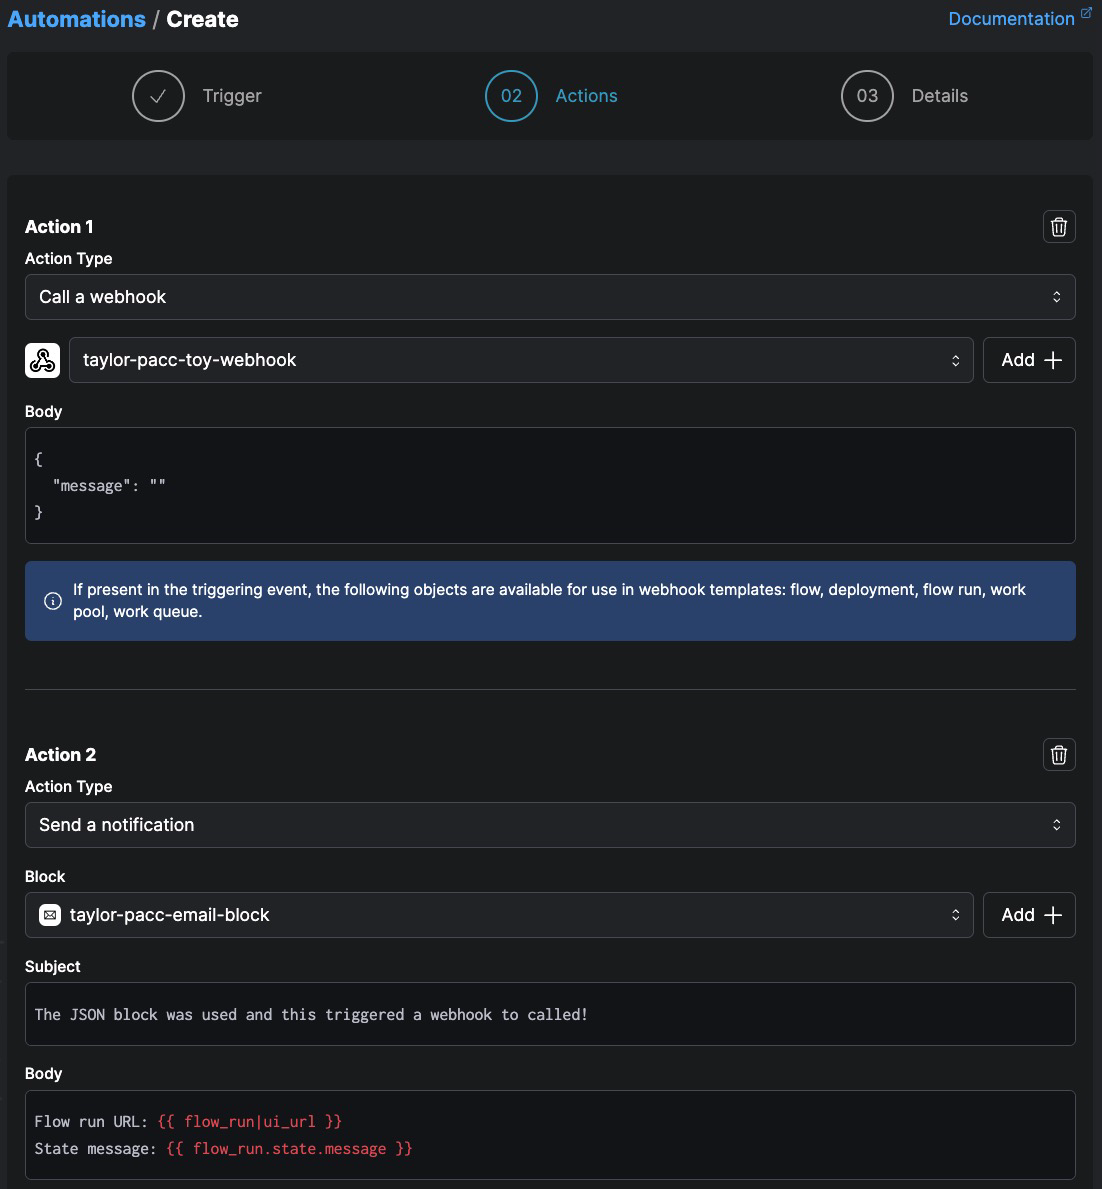 Automations / Create
Documentation
Trigger
02 Actions
03 Details
Action 1
Action Type
Call a webhook
taylor-pacc-toy-webhook
Add
Body
{
"message": ""
}
If present in the triggering event, the following objects are available for use in webhook templates: flow, deployment, flow run, work
pool, work queue.
Action 2
Action Type
Send a notification
Block
taylor-pacc-email-block
Add
Subject
The JSON block was used and this triggered a webhook to called!
Body
Flow run URL: {{ flow_run|ui_url }}
State message: {{ flow_run.state.message }}